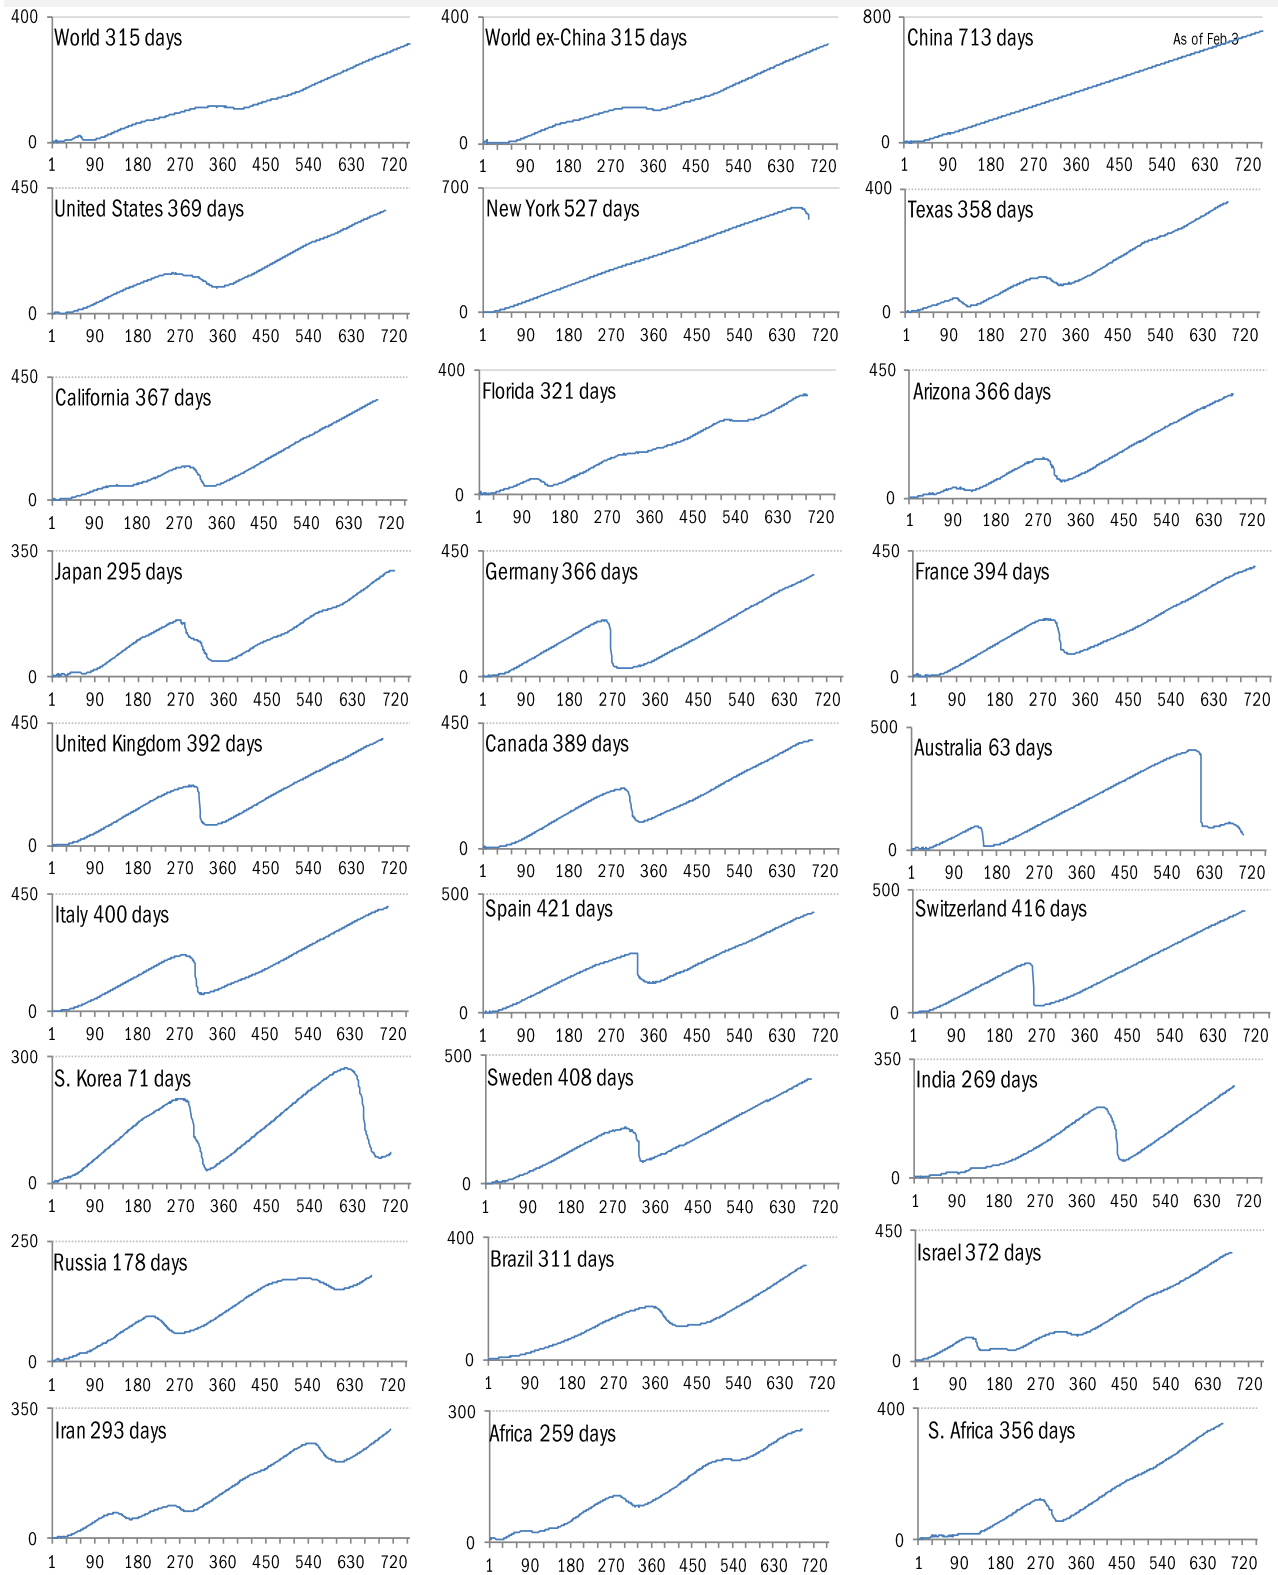 400
World 315 days
0
1 90 180 270 360 450 540 630 720
400
World ex-China 315 days
0
1 90 180 270 360 450 540 630 720
800
China 713 days
As of Feb 3
0
1 90 180 270 360 450 540 630 720
450
United States 369 days
0
1 90 180 270 360 450 540 630 720
700
New York 527 days
0
1 90 180 270 360 450 540 630 720
400
Texas 358 days
0
1 90 180 270 360 450 540 630 720
450
California 367 days
0
1 90 180 270 360 450 540 630 720
400
Florida 321 days
0
1 90 180 270 360 450 540 630 720
450
Arizona 366 days
0
1 90 180 270 360 450 540 630 720
350
Japan 295 days
0
1 90 180 270 360 450 540 630 720
450
Germany 366 days
0
1 90 180 270 360 450 540 630 720
450
France 394 days
0
1 90 180 270 360 450 540 630 720
450
United Kingdom 392 days
0
1 90 180 270 360 450 540 630 720
450
Canada 389 days
0
1 90 180 270 360 450 540 630 720
500
Australia 63 days
0
1 90 180 270 360 450 540 630 720
450
Italy 400 days
0
1 90 180 270 360 450 540 630 720
500
Spain 421 days
0
1 90 180 270 360 450 540 630 720
500
Switzerland 416 days
0
1 90 180 270 360 450 540 630 720
300
S. Korea 71 days
0
1 90 180 270 360 450 540 630 720
500
Sweden 408 days
0
1 90 180 270 360 450 540 630 720
350
India 269 days
0
1 90 180 270 360 450 540 630 720
250
Russia 178 days
0
1 90 180 270 360 450 540 630 720
400
Brazil 311 days
0
1 90 180 270 360 450 540 630 720
450
Israel 372 days
0
1 90 180 270 360 450 540 630 720
350
Iran 293 days
0
1 90 180 270 360 450 540 630 720
300
Africa 259 days
0
1 90 180 270 360 450 540 630 720
400
S. Africa 356 days
0
1 90 180 270 360 450 540 630 720